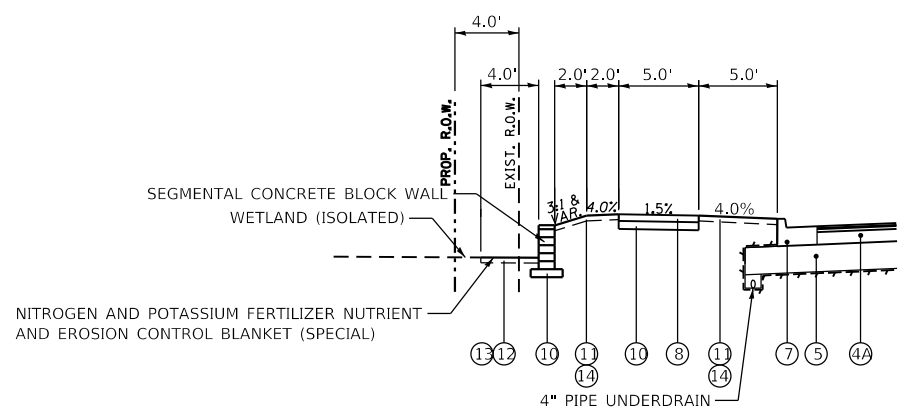 4.0'
4.0'
2.0'
2.0'
5.0'
5.0'
PROP. R.O.W.
EXIST. R.O.W.
SEGMENTAL CONCRETE BLOCK WALL
WETLAND (ISOLATED)
3:1 &
AR.
4.0%
1.5%
4.0%
NITROGEN AND POTASSIUM FERTILIZER NUTRIENT
AND EROSION CONTROL BLANKET (SPECIAL)
13
12
10
11
14
10
8
11
14
7
5
4A
4" PIPE UNDERDRAIN